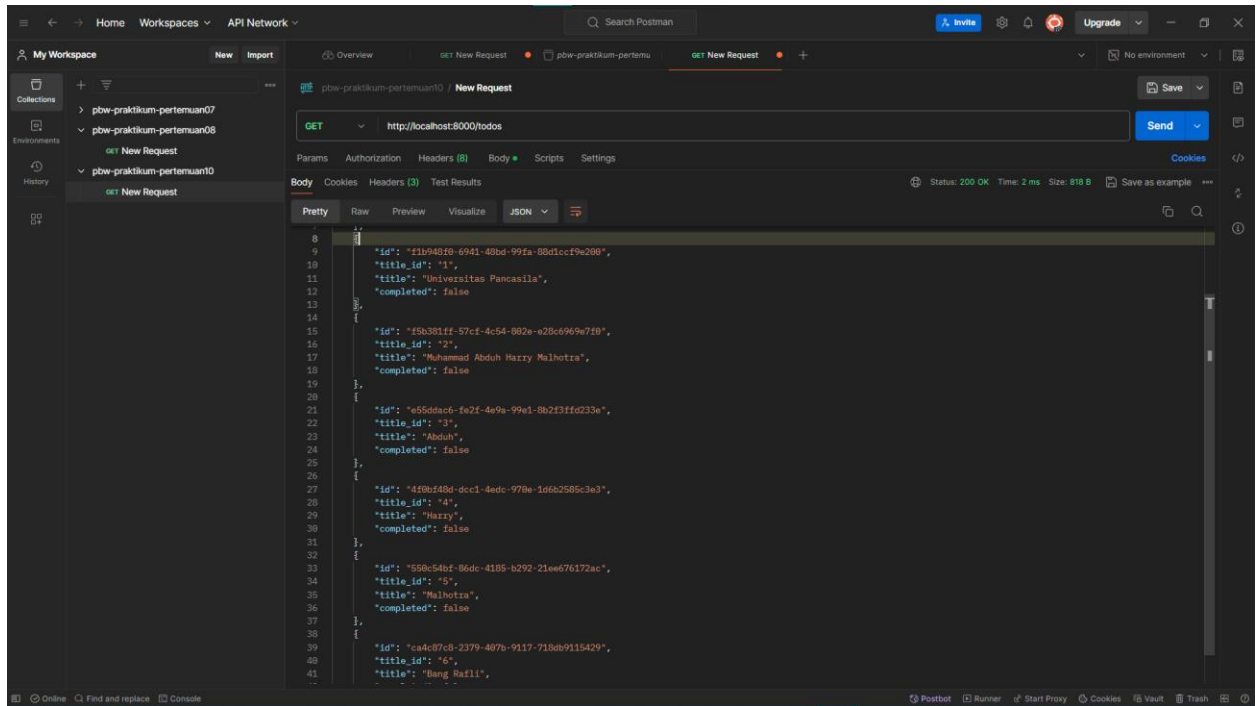 Home Workspaces API Network Search Postman Invite Upgrade
My Workspace New Import Overview GET New Request pbw-praktikum-pertemu GET New Request No environment
Collections
Environments
History
pbw-praktikum-pertemuan07
pbw-praktikum-pertemuan08
GET New Request
pbw-praktikum-pertemuan10
GET New Request
pbw-praktikum-pertemuan10 / New Request Save
GET http://localhost:8000/todos Send
Params Authorization Headers (8) Body Scripts Settings Cookies
Body Cookies Headers (3) Test Results Status: 200 OK Time: 2 ms Size: 818 B Save as example
Pretty Raw Preview Visualize JSON
8 {
9 "id": "f1b948f0-6941-48bd-99fa-88d1ccf9e200",
10 "title_id": "1",
11 "title": "Universitas Pancasila",
12 "completed": false
13 },
14 {
15 "id": "f5b381ff-57cf-4c54-802e-e28c6969e7f0",
16 "title_id": "2",
17 "title": "Muhammad Abduh Harry Malhotra",
18 "completed": false
19 },
20 {
21 "id": "e55ddac6-fe2f-4e9a-99e1-8b2f3ffd233e",
22 "title_id": "3",
23 "title": "Abduh",
24 "completed": false
25 },
26 {
27 "id": "4f0bf48d-dcc1-4edc-970e-1d6b2585c3e3",
28 "title_id": "4",
29 "title": "Harry",
30 "completed": false
31 },
32 {
33 "id": "550c54bf-86dc-4185-b292-21ee676172ac",
34 "title_id": "5",
35 "title": "Malhotra",
36 "completed": false
37 },
38 {
39 "id": "ca4c87c8-2379-407b-9117-718db9115429",
40 "title_id": "6",
41 "title": "Bang Rafli",
Online Find and replace Console Postbot Runner Start Proxy Cookies Vault Trash